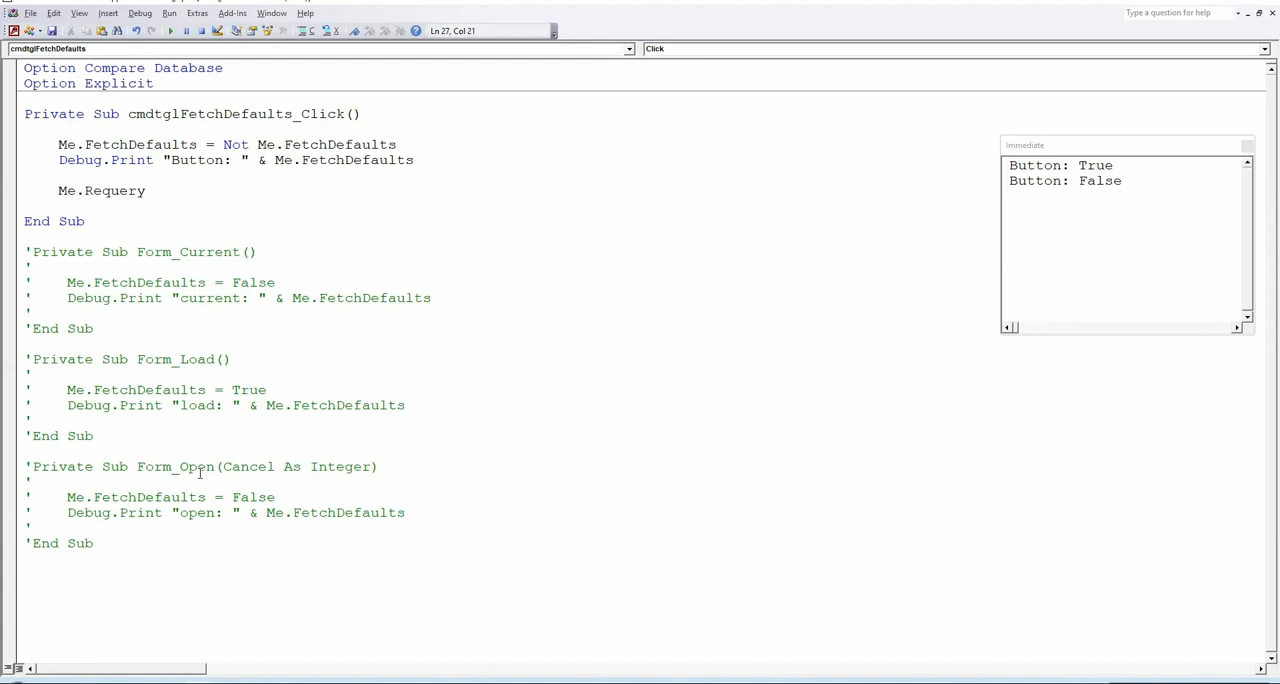 File Edit View Insert Debug Run Extras Add-Ins Window Help Type a question for help
Ln 27, Col 21
cmdtglFetchDefaults Click
Option Compare Database
Option Explicit
Private Sub cmdtglFetchDefaults_Click()
Me.FetchDefaults = Not Me.FetchDefaults
Debug.Print "Button: " & Me.FetchDefaults
Me.Requery
End Sub
'Private Sub Form_Current()
'
' Me.FetchDefaults = False
' Debug.Print "current: " & Me.FetchDefaults
'
'End Sub
'Private Sub Form_Load()
'
' Me.FetchDefaults = True
' Debug.Print "load: " & Me.FetchDefaults
'
'End Sub
'Private Sub Form_Open(Cancel As Integer)
'
' Me.FetchDefaults = False
' Debug.Print "open: " & Me.FetchDefaults
'
'End Sub
Immediate
Button: True
Button: False